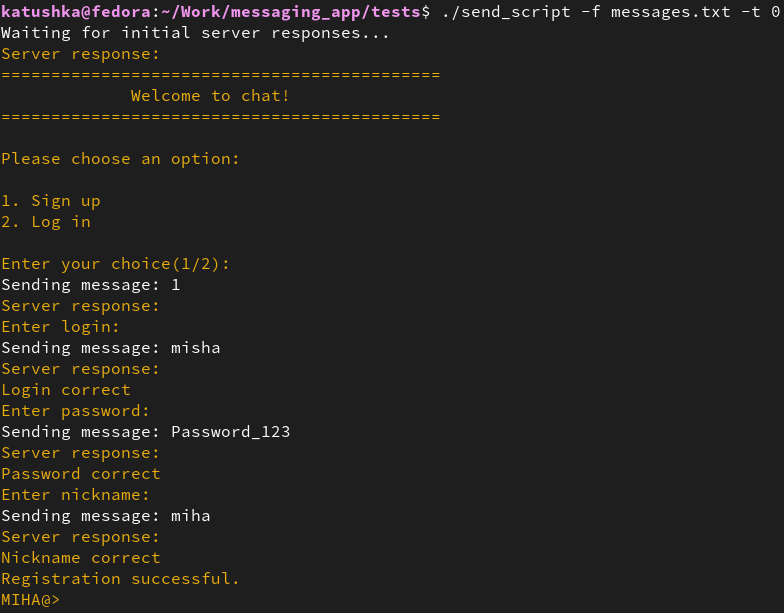 katushka@fedora:~/Work/messaging_app/tests$ ./send_script -f messages.txt -t 0
Waiting for initial server responses...
Server response:
============================================
Welcome to chat!
============================================
Please choose an option:
1. Sign up
2. Log in
Enter your choice(1/2):
Sending message: 1
Server response:
Enter login:
Sending message: misha
Server response:
Login correct
Enter password:
Sending message: Password_123
Server response:
Password correct
Enter nickname:
Sending message: miha
Server response:
Nickname correct
Registration successful.
MIHA@>